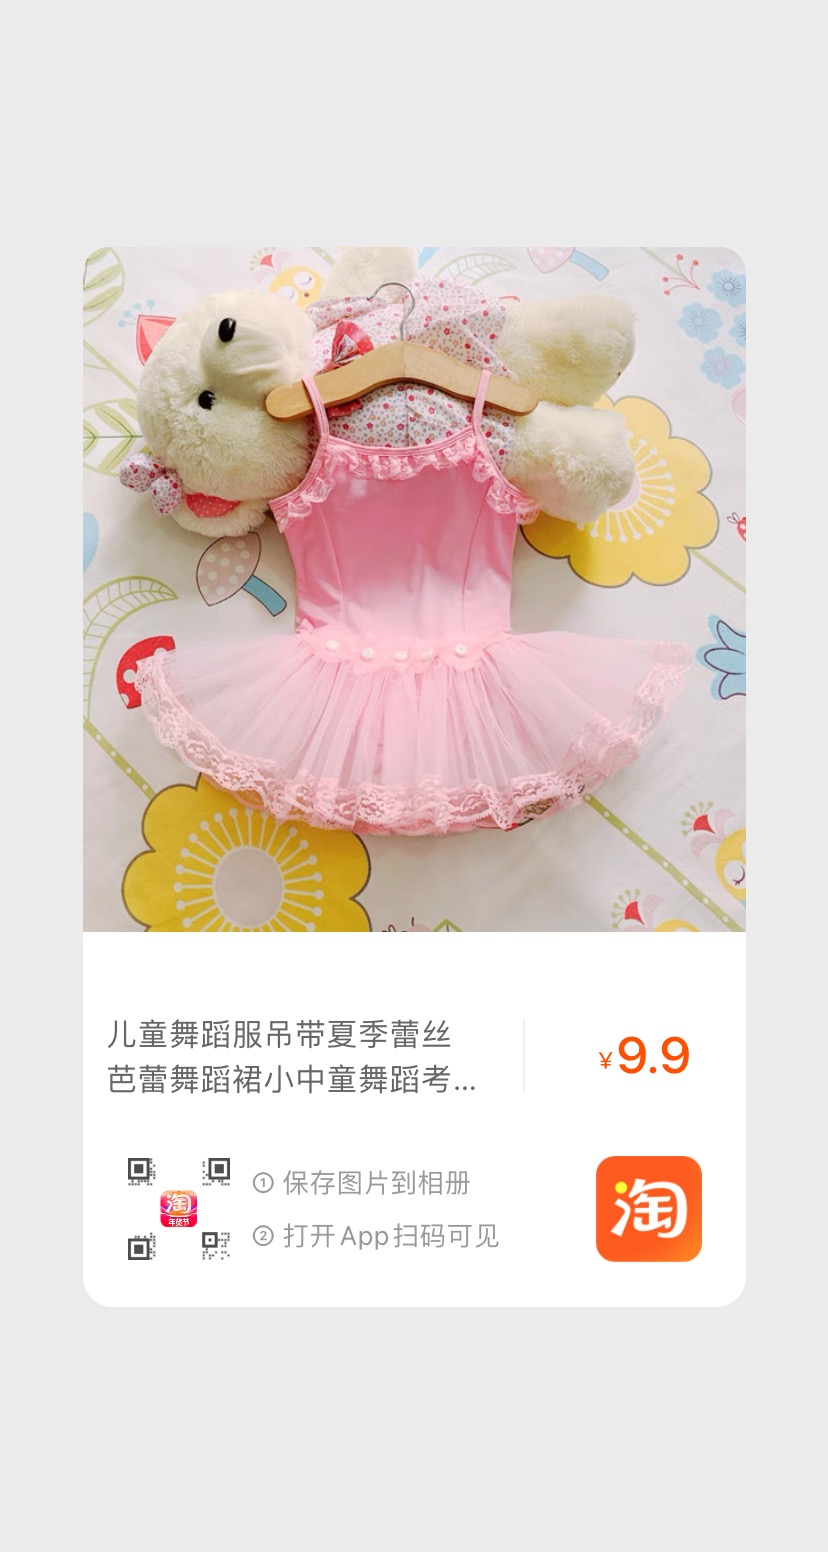 儿童舞蹈服吊带夏季蕾丝
芭蕾舞蹈裙小中童舞蹈考...
¥9.9
淘
年货节
① 保存图片到相册
② 打开App扫码可见
淘